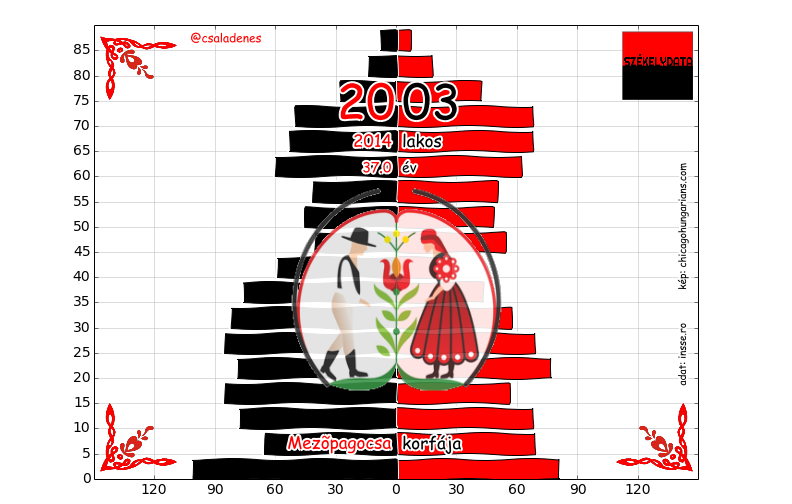 @csaladenes
SZÉKELYDATA
2003
2014 lakos
37.0 év
kép: chicagohungarians.com
adat: insse.ro
Mezõpagocsa korfája
85
80
75
70
65
60
55
50
45
40
35
30
25
20
15
10
5
0
120 90 60 30 0 30 60 90 120